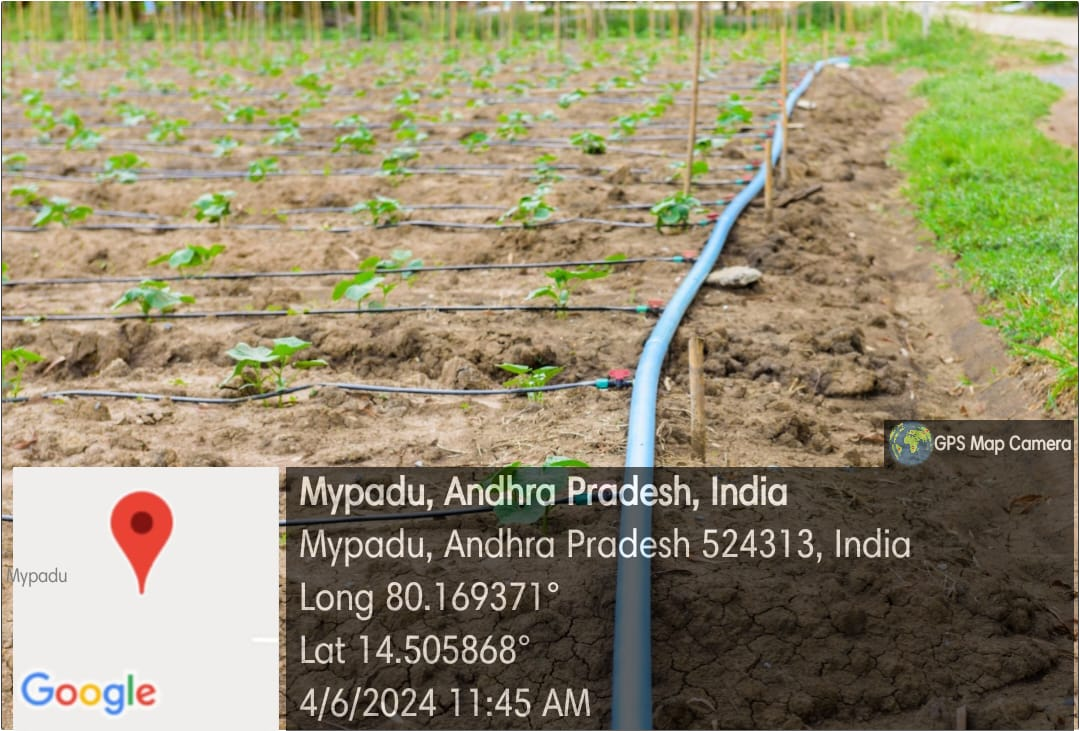 GPS Map Camera
Mypadu, Andhra Pradesh, India
Mypadu, Andhra Pradesh 524313, India
Long 80.169371°
Lat 14.505868°
4/6/2024 11:45 AM
Mypadu
Google